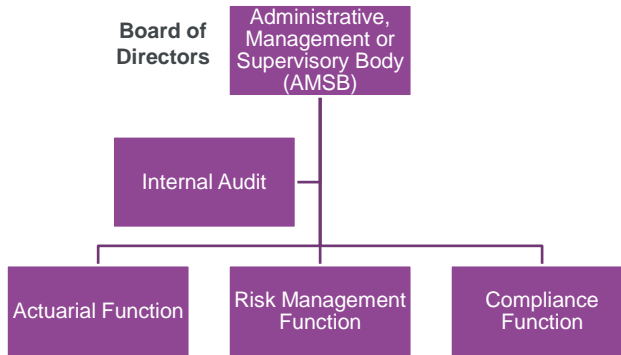 Board of
Directors
Administrative,
Management or
Supervisory Body
(AMSB)
Internal Audit
Actuarial Function
Risk Management
Function
Compliance
Function